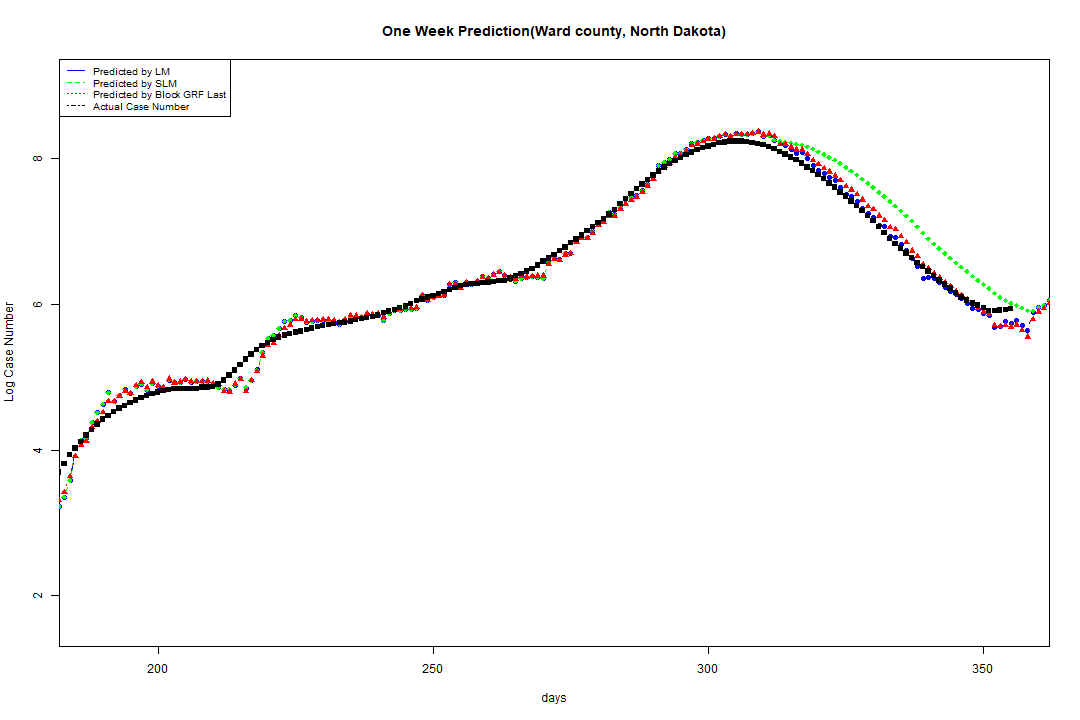 One Week Prediction(Ward county, North Dakota)
Predicted by LM
Predicted by SLM
Predicted by Block GRF Last
Actual Case Number
8
6
4
2
Log Case Number
200 250 300 350
days